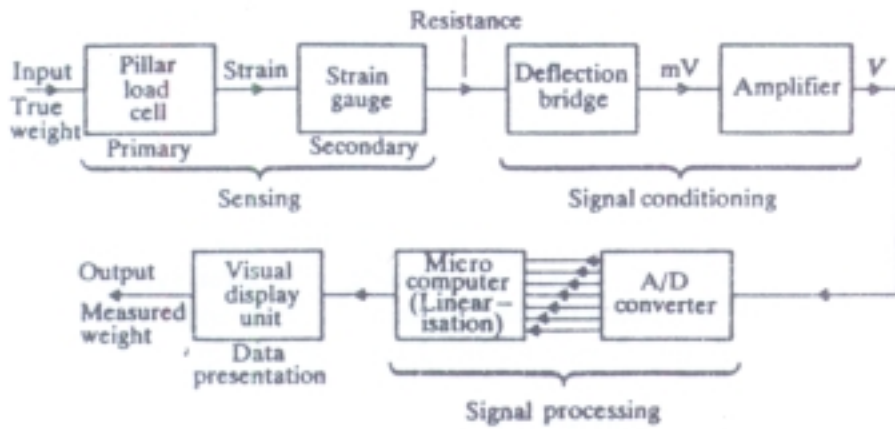 Resistance
Input
True
weight
Pillar
load
cell
Primary
Strain
Strain
gauge
Secondary
Sensing
Deflection
bridge
mV
Amplifier
V
Signal conditioning
Output
Measured
weight
Visual
display
unit
Data
presentation
Micro
computer
(Linear-
isation)
A/D
converter
Signal processing